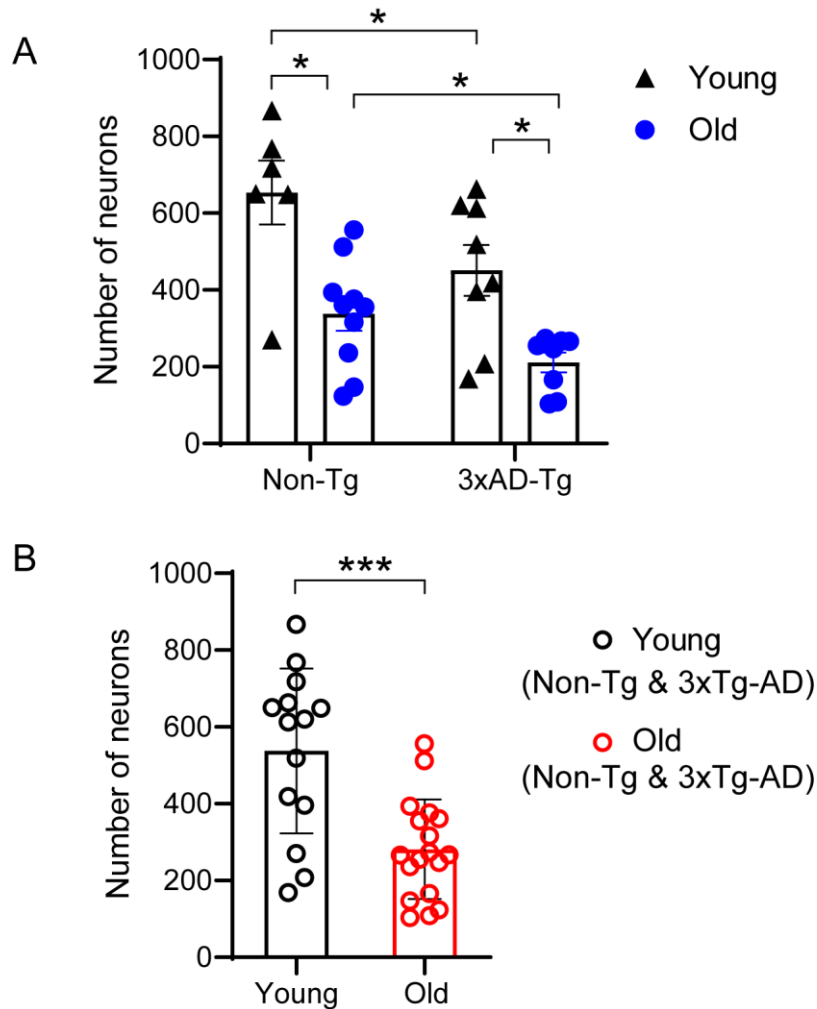 A
*
*
*
*
1000
800
600
400
200
0
Number of neurons
Non-Tg
3xAD-Tg
Young
Old
B
***
1000
800
600
400
200
0
Number of neurons
Young
Old
Young
(Non-Tg & 3xTg-AD)
Old
(Non-Tg & 3xTg-AD)